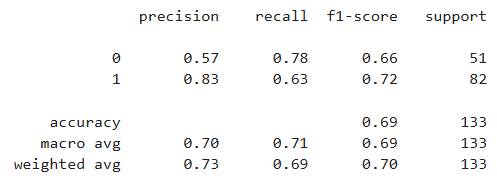 precision recall f1-score support
0 0.57 0.78 0.66 51
1 0.83 0.63 0.72 82
accuracy 0.69 133
macro avg 0.70 0.71 0.69 133
weighted avg 0.73 0.69 0.70 133